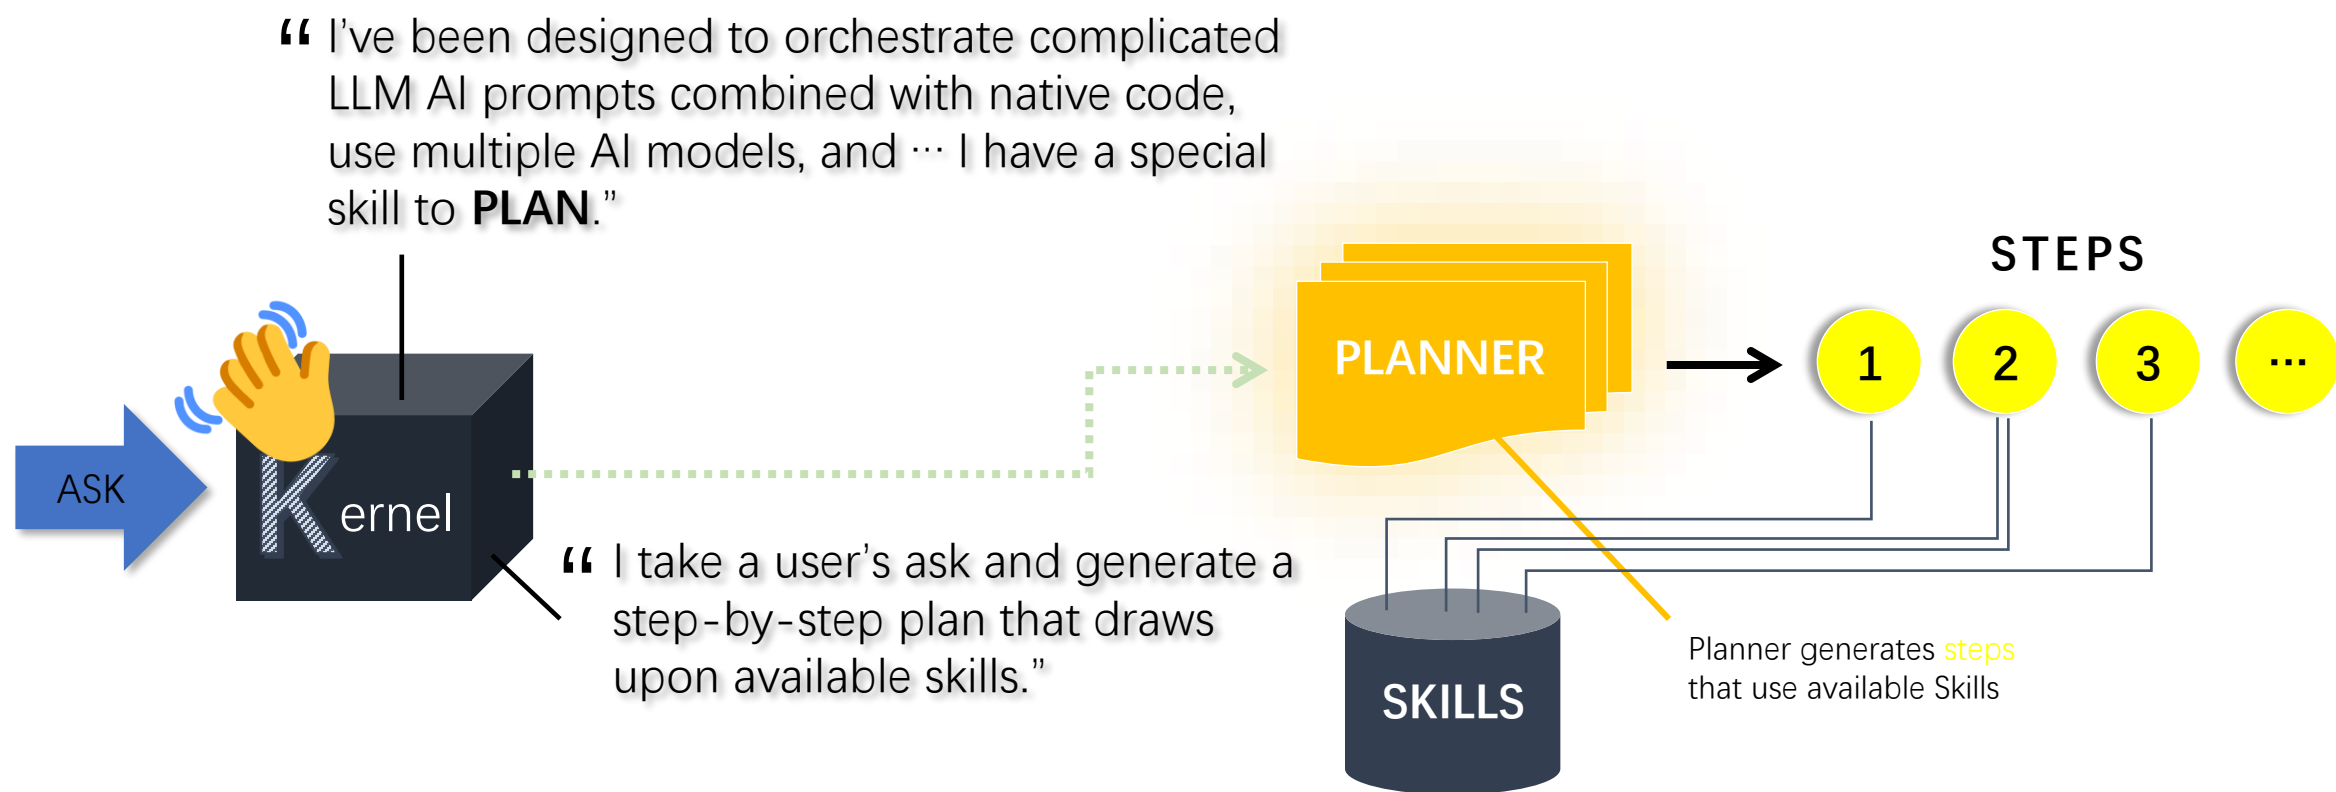 “ I’ve been designed to orchestrate complicated
LLM AI prompts combined with native code,
use multiple AI models, and ··· I have a special
skill to PLAN.”
ASK
Kernel
“ I take a user’s ask and generate a
step-by-step plan that draws
upon available skills.”
PLANNER
STEPS
1 2 3 ···
SKILLS
Planner generates steps
that use available Skills